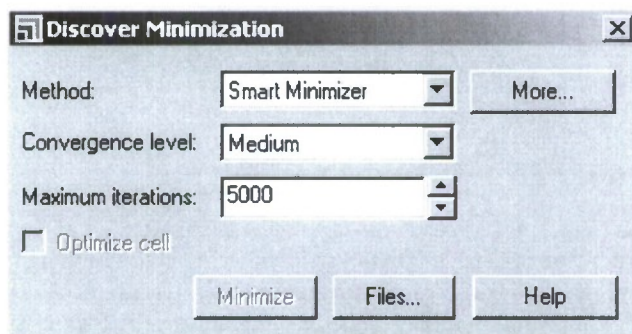 Discover Minimization
Method: Smart Minimizer More...
Convergence level: Medium
Maximum iterations: 5000
Optimize cell
Minimize Files... Help